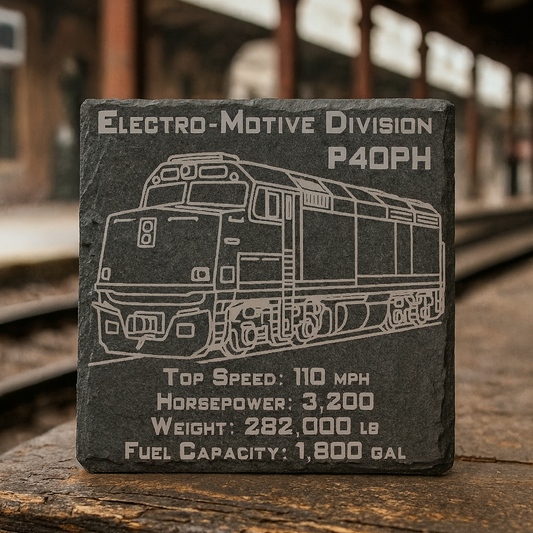 ELECTRO-MOTIVE DIVISION
P40PH
TOP SPEED: 110 MPH
HORSEPOWER: 3,200
WEIGHT: 282,000 LB
FUEL CAPACITY: 1,800 GAL